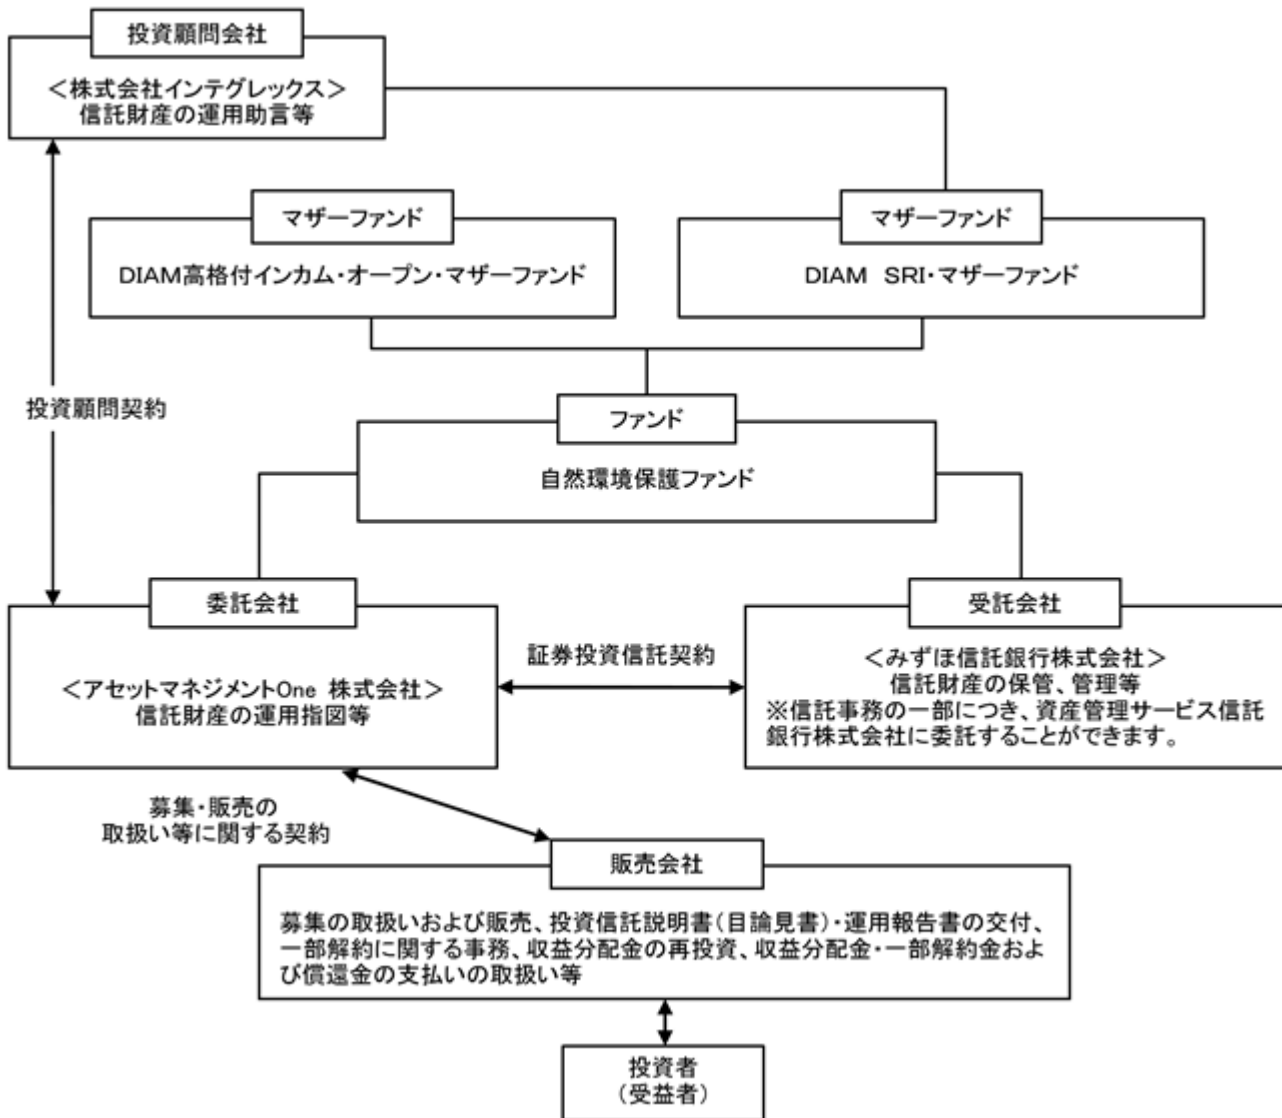 投資顧問会社
＜株式会社インテグレックス＞
信託財産の運用助言等
マザーファンド
DIAM高格付インカム・オープン・マザーファンド
マザーファンド
DIAM　SRI・マザーファンド
投資顧問契約
ファンド
自然環境保護ファンド
委託会社
＜アセットマネジメントOne 株式会社＞
信託財産の運用指図等
証券投資信託契約
受託会社
＜みずほ信託銀行株式会社＞
信託財産の保管、管理等
※信託事務の一部につき、資産管理サービス信託
銀行株式会社に委託することができます。
募集・販売の
取扱い等に関する契約
販売会社
募集の取扱いおよび販売、投資信託説明書（目論見書）・運用報告書の交付、
一部解約に関する事務、収益分配金の再投資、収益分配金・一部解約金およ
び償還金の支払いの取扱い等
投資者
（受益者）